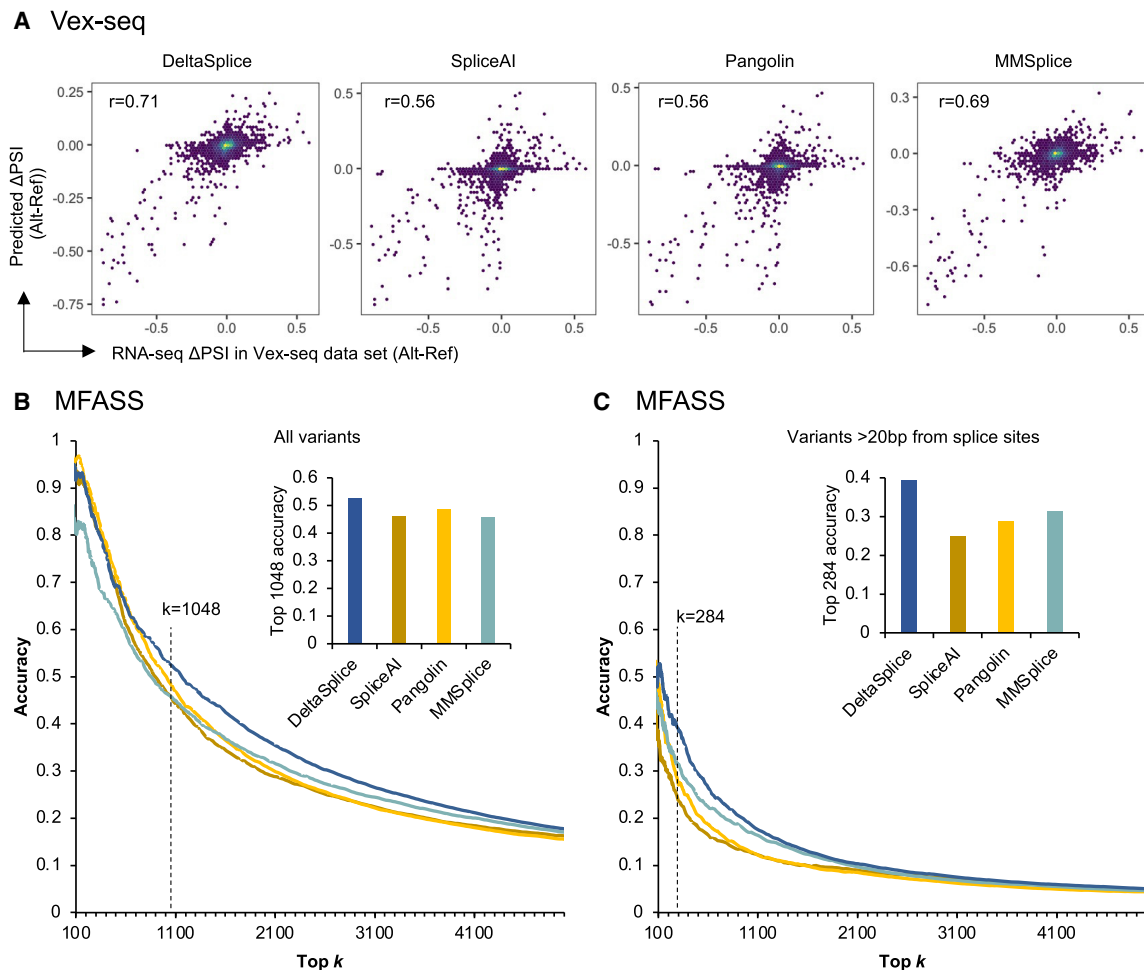 A Vex-seq
DeltaSplice
SpliceAI
Pangolin
MMSplice
r=0.71
r=0.56
r=0.56
r=0.69
0.25
0.00
-0.25
-0.50
-0.75
0.5
0.0
-0.5
0.5
0.0
-0.5
0.3
0.0
-0.3
-0.6
Predicted ΔPSI
(Alt-Ref))
-0.5 0.0 0.5
-0.5 0.0 0.5
-0.5 0.0 0.5
-0.5 0.0 0.5
RNA-seq ΔPSI in Vex-seq data set (Alt-Ref)
B MFASS
All variants
1
0.9
0.8
0.7
0.6
0.5
0.4
0.3
0.2
0.1
0
Accuracy
k=1048
Top 1048 accuracy
0.6
0.5
0.4
0.3
0.2
0.1
0
DeltaSplice
SpliceAI
Pangolin
MMSplice
100 1100 2100 3100 4100
Top k
C MFASS
Variants >20bp from splice sites
1
0.9
0.8
0.7
0.6
0.5
0.4
0.3
0.2
0.1
0
Accuracy
k=284
Top 284 accuracy
0.4
0.3
0.2
0.1
0
DeltaSplice
SpliceAI
Pangolin
MMSplice
100 1100 2100 3100 4100
Top k